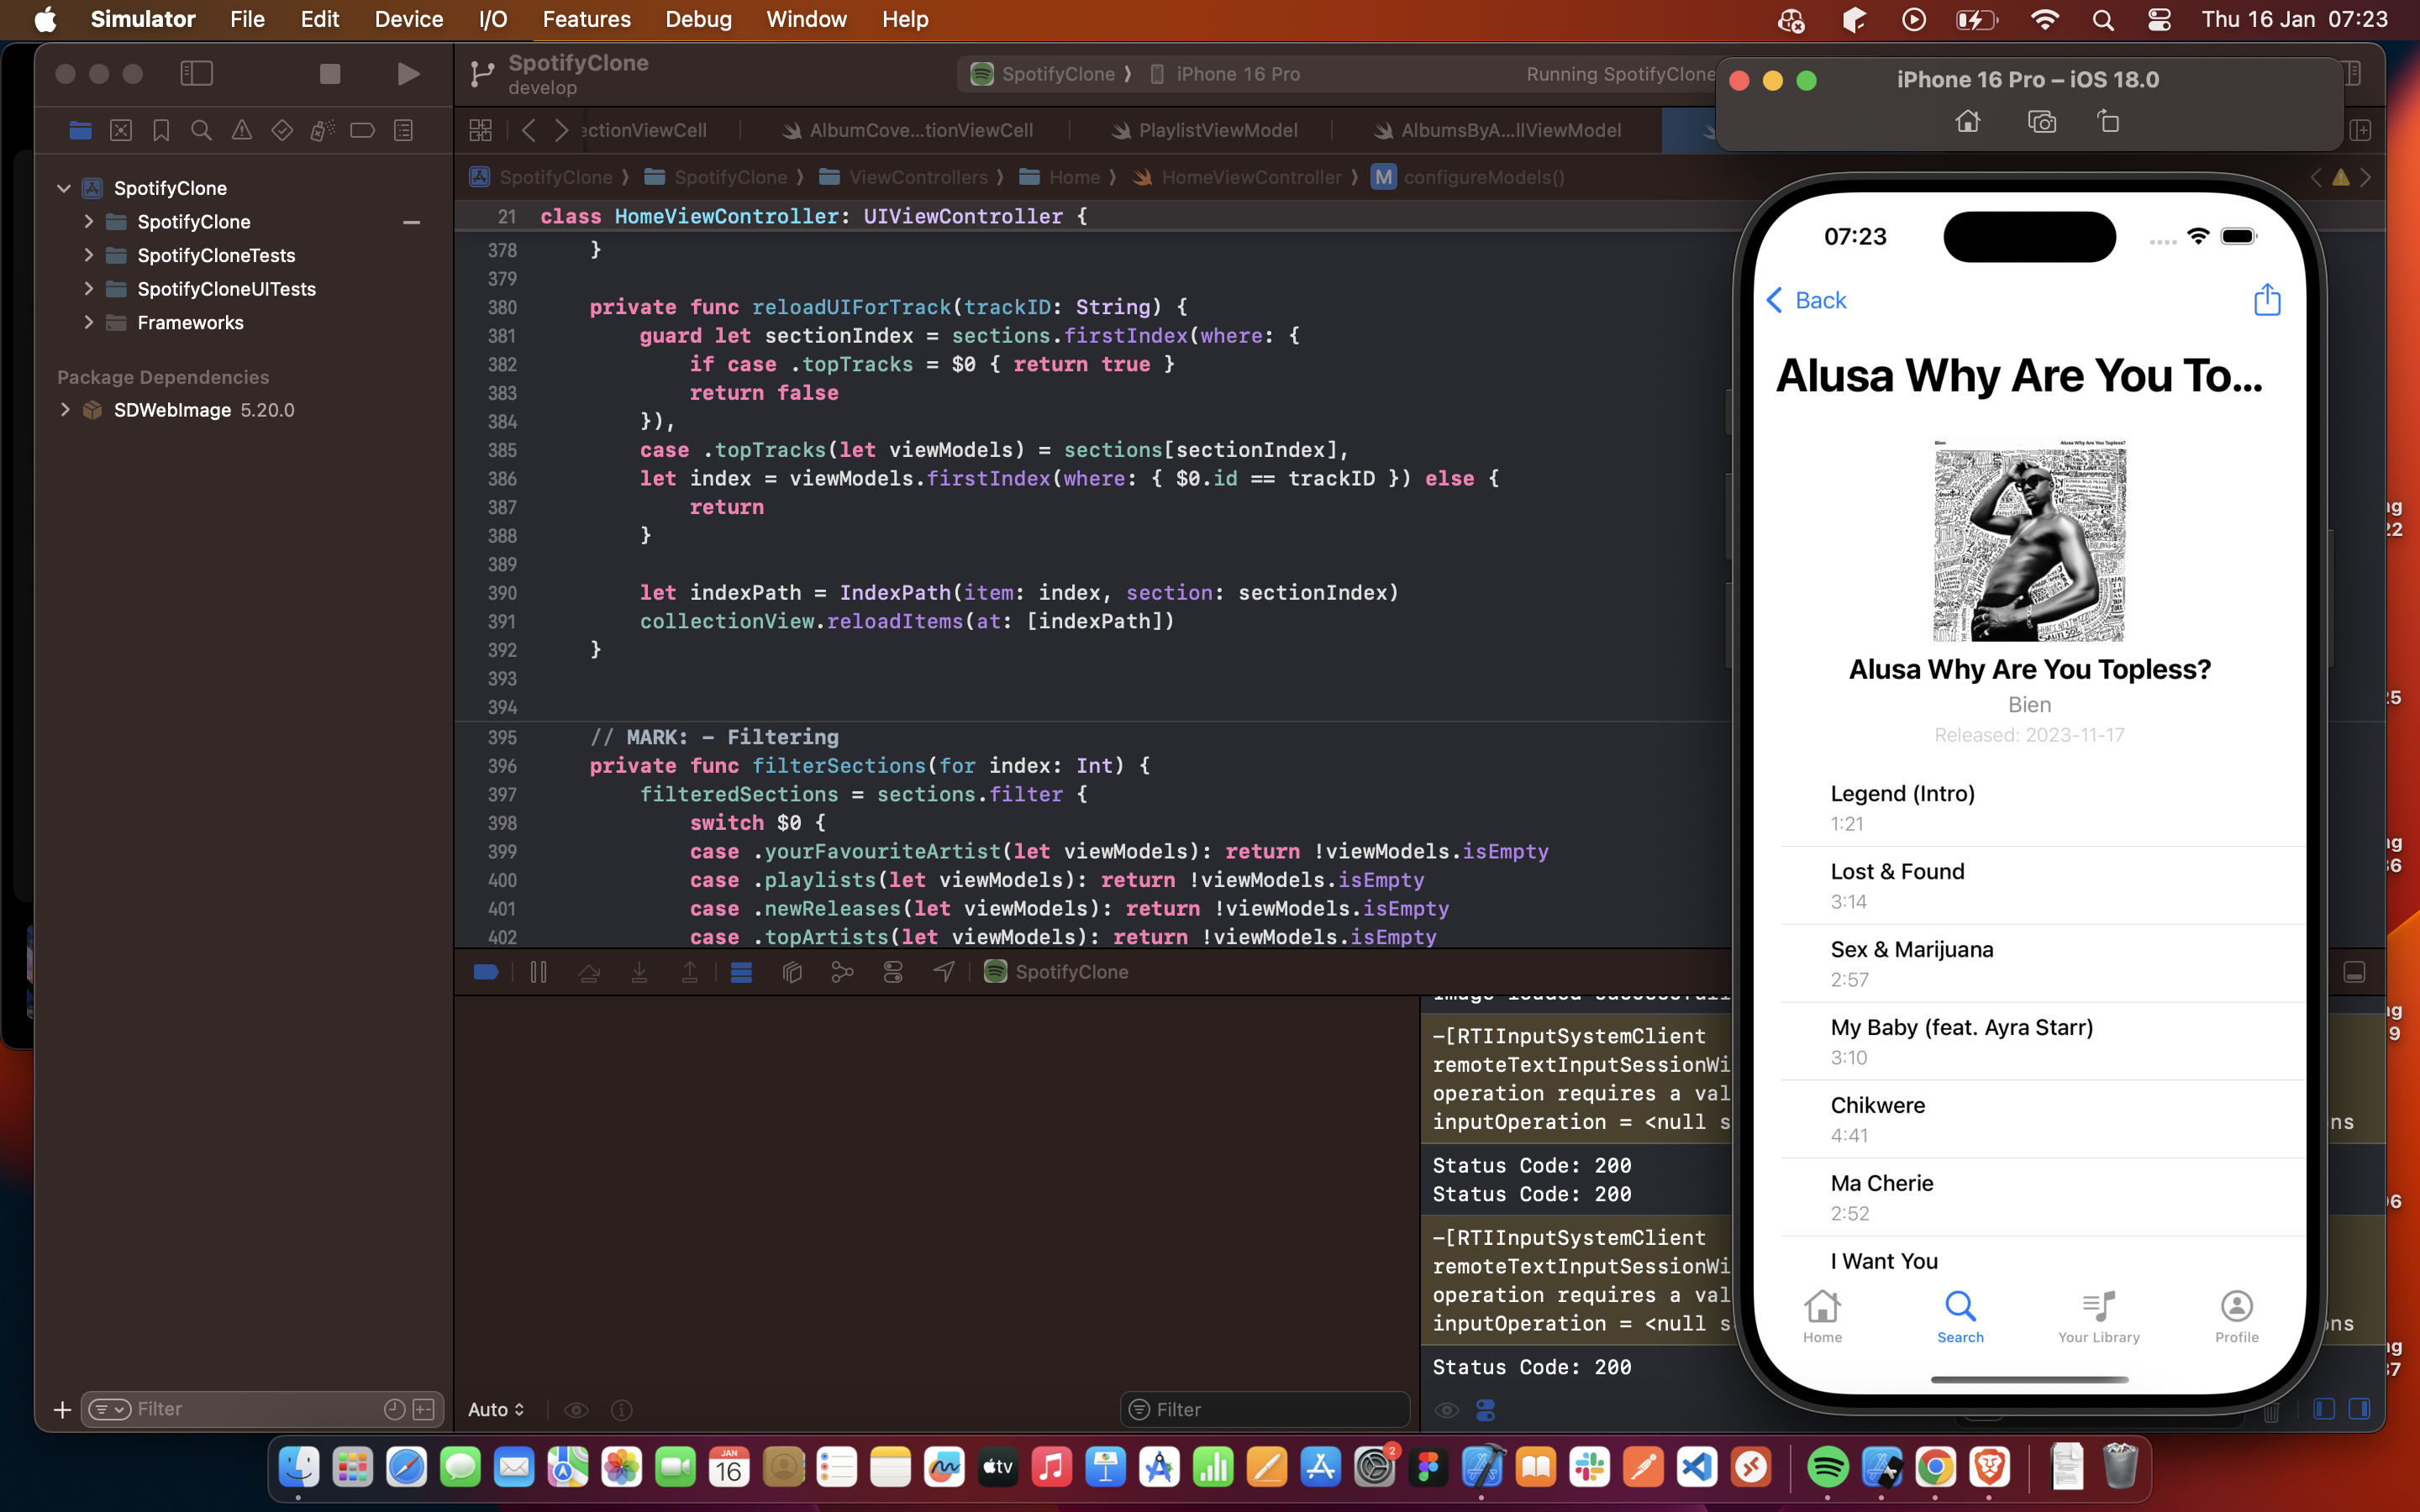 Simulator File Edit Device I/O Features Debug Window Help
Thu 16 Jan 07:23
SpotifyClone
develop
SpotifyClone ⟩ iPhone 16 Pro
Running SpotifyClone
ectionViewCell
AlbumCove...tionViewCell
PlaylistViewModel
AlbumsByA...llViewModel
SpotifyClone ⟩ SpotifyClone ⟩ ViewControllers ⟩ Home ⟩ HomeViewController ⟩ M configureModels()
SpotifyClone
SpotifyClone
SpotifyCloneTests
SpotifyCloneUITests
Frameworks
Package Dependencies
SDWebImage 5.20.0
Filter
21 class HomeViewController: UIViewController {
378 }
379
380 private func reloadUIForTrack(trackID: String) {
381 guard let sectionIndex = sections.firstIndex(where: {
382 if case .topTracks = $0 { return true }
383 return false
384 }),
385 case .topTracks(let viewModels) = sections[sectionIndex],
386 let index = viewModels.firstIndex(where: { $0.id == trackID }) else {
387 return
388 }
389
390 let indexPath = IndexPath(item: index, section: sectionIndex)
391 collectionView.reloadItems(at: [indexPath])
392 }
393
394
395 // MARK: - Filtering
396 private func filterSections(for index: Int) {
397 filteredSections = sections.filter {
398 switch $0 {
399 case .yourFavouriteArtist(let viewModels): return !viewModels.isEmpty
400 case .playlists(let viewModels): return !viewModels.isEmpty
401 case .newReleases(let viewModels): return !viewModels.isEmpty
402 case .topArtists(let viewModels): return !viewModels.isEmpty
SpotifyClone
Auto
Filter
-[RTIInputSystemClient
remoteTextInputSessionWi
operation requires a val
inputOperation = <null s
ns
Status Code: 200
Status Code: 200
-[RTIInputSystemClient
remoteTextInputSessionWi
operation requires a val
inputOperation = <null s
ns
Status Code: 200
iPhone 16 Pro – iOS 18.0
07:23
Back
Alusa Why Are You To...
Bien
Alusa Why Are You Topless?
Alusa Why Are You Topless?
Bien
Released: 2023-11-17
Legend (Intro)
1:21
Lost & Found
3:14
Sex & Marijuana
2:57
My Baby (feat. Ayra Starr)
3:10
Chikwere
4:41
Ma Cherie
2:52
I Want You
Home
Search
Your Library
Profile
JAN
16
tv
2